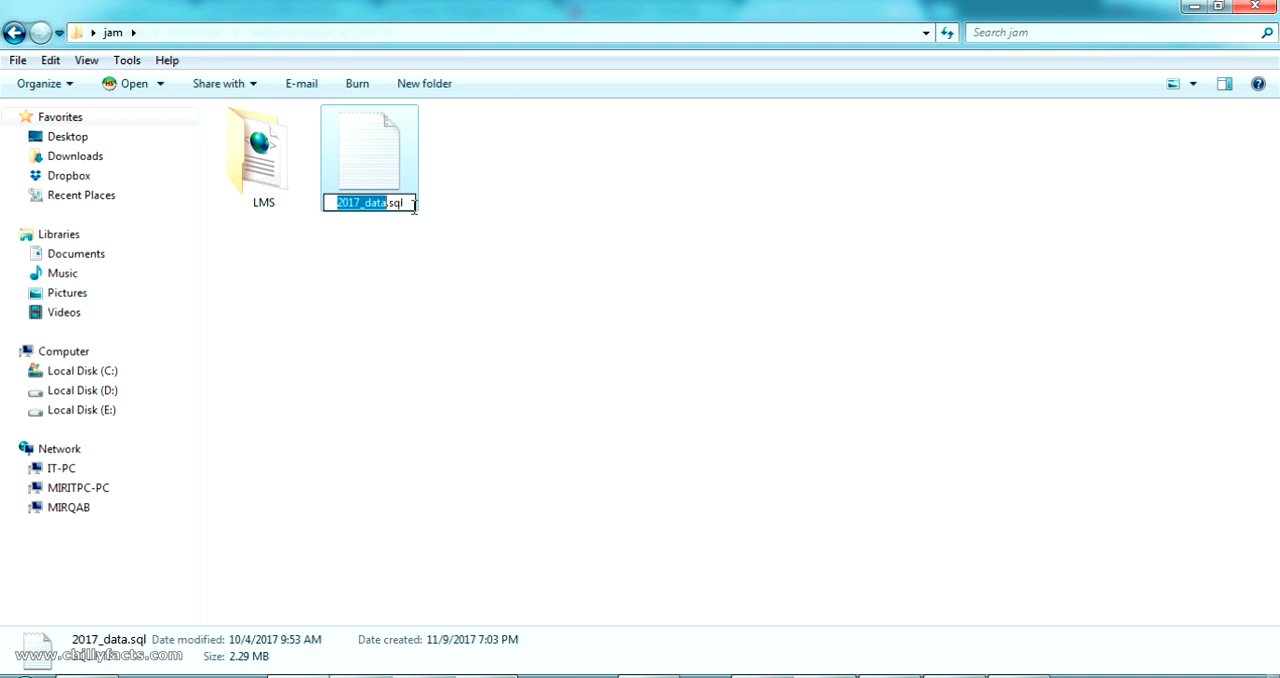 jam
Search jam
File Edit View Tools Help
Organize Open Share with E-mail Burn New folder
Favorites
Desktop
Downloads
Dropbox
Recent Places
Libraries
Documents
Music
Pictures
Videos
Computer
Local Disk (C:)
Local Disk (D:)
Local Disk (E:)
Network
IT-PC
MIRITPC-PC
MIRQAB
LMS
2017_data.sql
2017_data.sql Date modified: 10/4/2017 9:53 AM Date created: 11/9/2017 7:03 PM
Size: 2.29 MB
www.chillyfacts.com